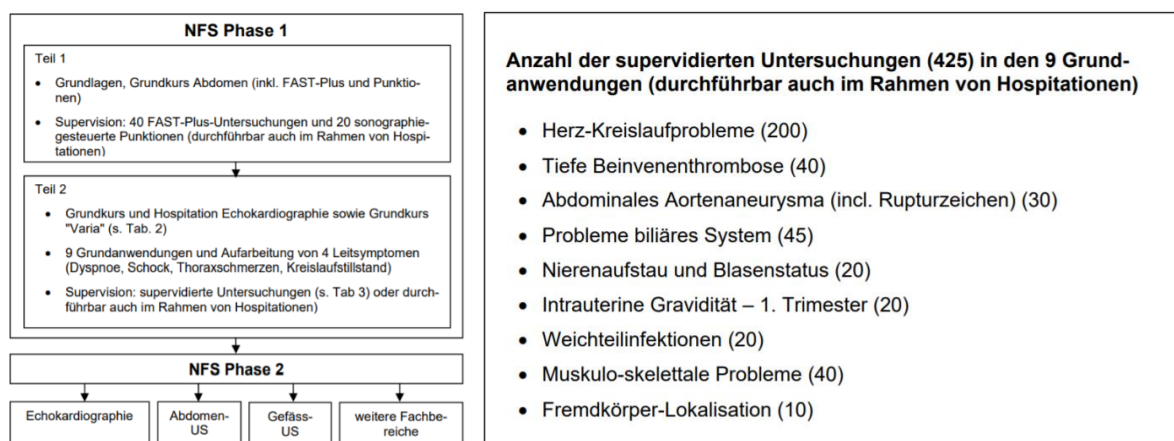 NFS Phase 1
Teil 1
• Grundlagen, Grundkurs Abdomen (inkl. FAST-Plus und Punktio-
nen)
• Supervision: 40 FAST-Plus-Untersuchungen und 20 sonographie-
gesteuerte Punktionen (durchführbar auch im Rahmen von Hospi-
tationen)
Teil 2
• Grundkurs und Hospitation Echokardiographie sowie Grundkurs
"Varia" (s. Tab. 2)
• 9 Grundanwendungen und Aufarbeitung von 4 Leitsymptomen
(Dyspnoe, Schock, Thoraxschmerzen, Kreislaufstillstand)
• Supervision: supervidierte Untersuchungen (s. Tab 3) oder durch-
führbar auch im Rahmen von Hospitationen)
NFS Phase 2
Echokardiographie
Abdomen-
US
Gefäss-
US
weitere Fachbe-
reiche
Anzahl der supervidierten Untersuchungen (425) in den 9 Grund-
anwendungen (durchführbar auch im Rahmen von Hospitationen)
• Herz-Kreislaufprobleme (200)
• Tiefe Beinvenenthrombose (40)
• Abdominales Aortenaneurysma (incl. Rupturzeichen) (30)
• Probleme biliäres System (45)
• Nierenaufstau und Blasenstatus (20)
• Intrauterine Gravidität – 1. Trimester (20)
• Weichteilinfektionen (20)
• Muskulo-skelettale Probleme (40)
• Fremdkörper-Lokalisation (10)